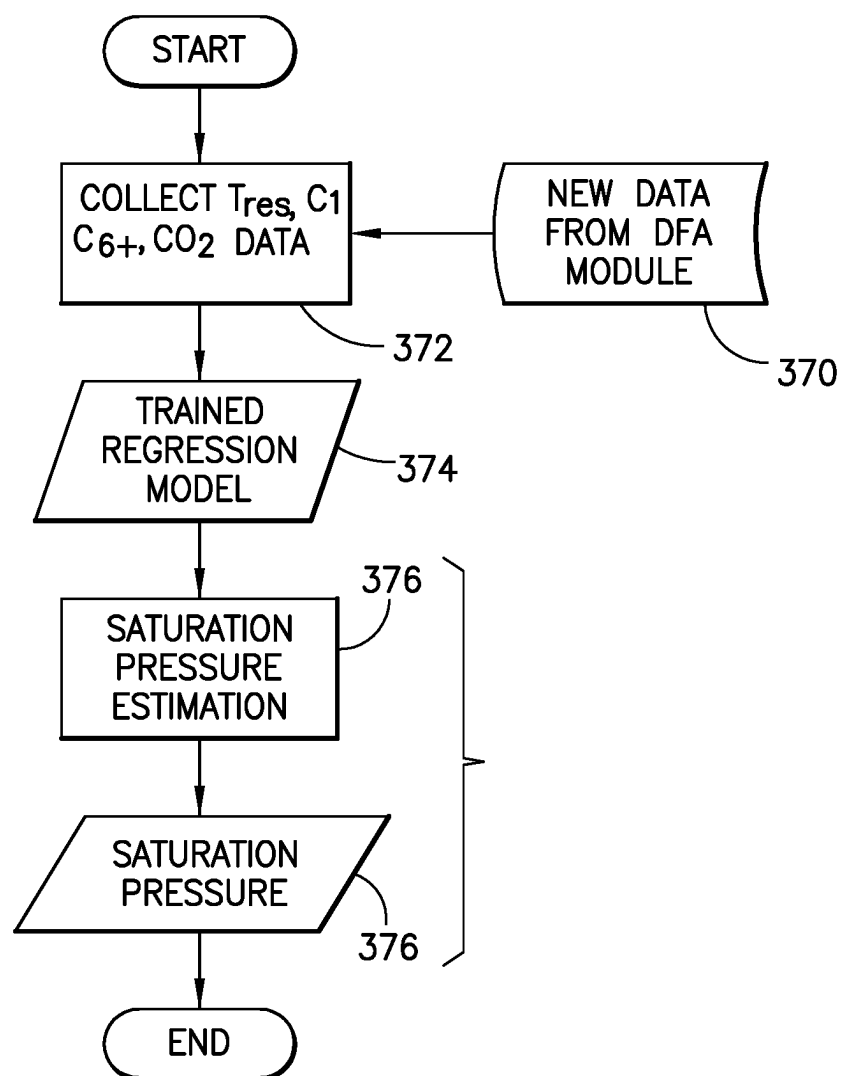 START
COLLECT Tres, C1
C6+, CO2 DATA
NEW DATA
FROM DFA
MODULE
372
370
TRAINED
REGRESSION
MODEL
374
376
SATURATION
PRESSURE
ESTIMATION
SATURATION
PRESSURE
376
END